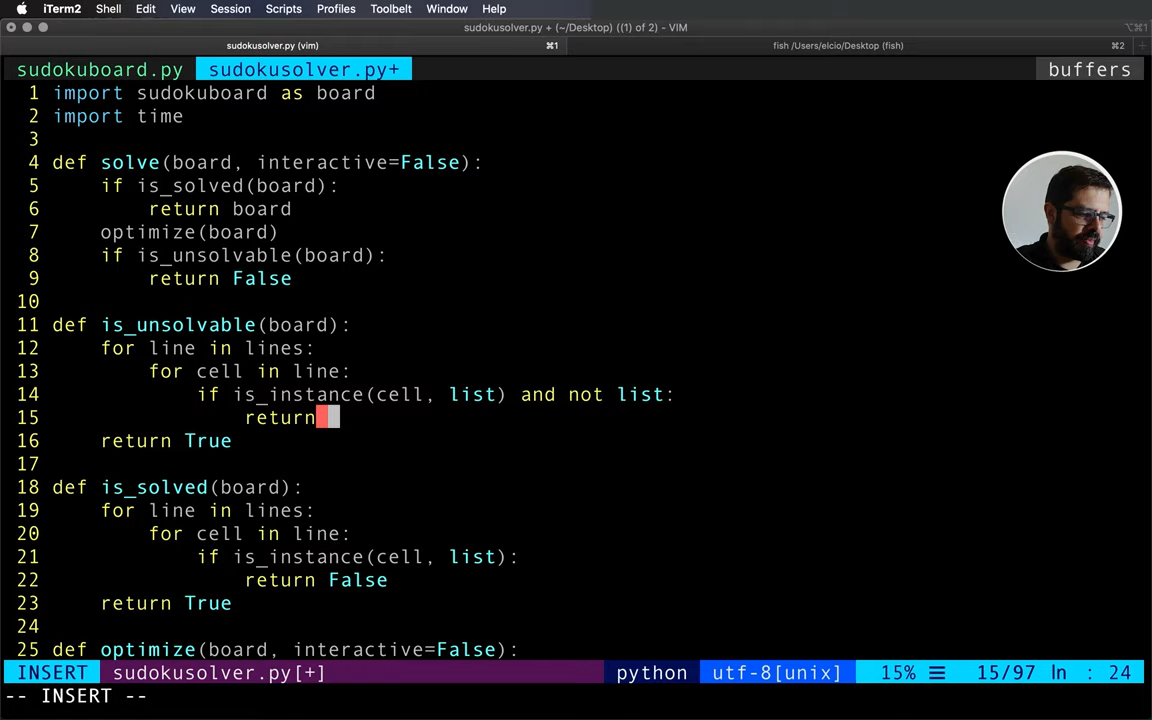 iTerm2 Shell Edit View Session Scripts Profiles Toolbelt Window Help
sudokusolver.py + (~/Desktop) ((1) of 2) - VIM ⌥⌘1
sudokusolver.py (vim) ⌘1 fish /Users/elcio/Desktop (fish) ⌘2 +
sudokuboard.py sudokusolver.py+ buffers
1 import sudokuboard as board
2 import time
3
4 def solve(board, interactive=False):
5     if is_solved(board):
6         return board
7     optimize(board)
8     if is_unsolvable(board):
9         return False
10
11 def is_unsolvable(board):
12     for line in lines:
13         for cell in line:
14             if is_instance(cell, list) and not list:
15                 return
16     return True
17
18 def is_solved(board):
19     for line in lines:
20         for cell in line:
21             if is_instance(cell, list):
22                 return False
23     return True
24
25 def optimize(board, interactive=False):
INSERT sudokusolver.py[+] python utf-8[unix] 15% ☰ 15/97 ln : 24
-- INSERT --